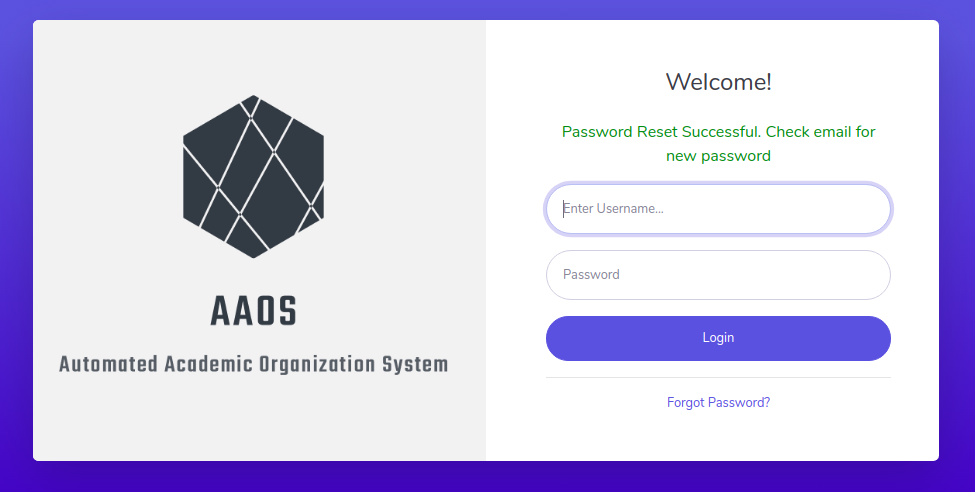 AAOS
Automated Academic Organization System
Welcome!
Password Reset Successful. Check email for
new password
Enter Username...
Password
Login
Forgot Password?